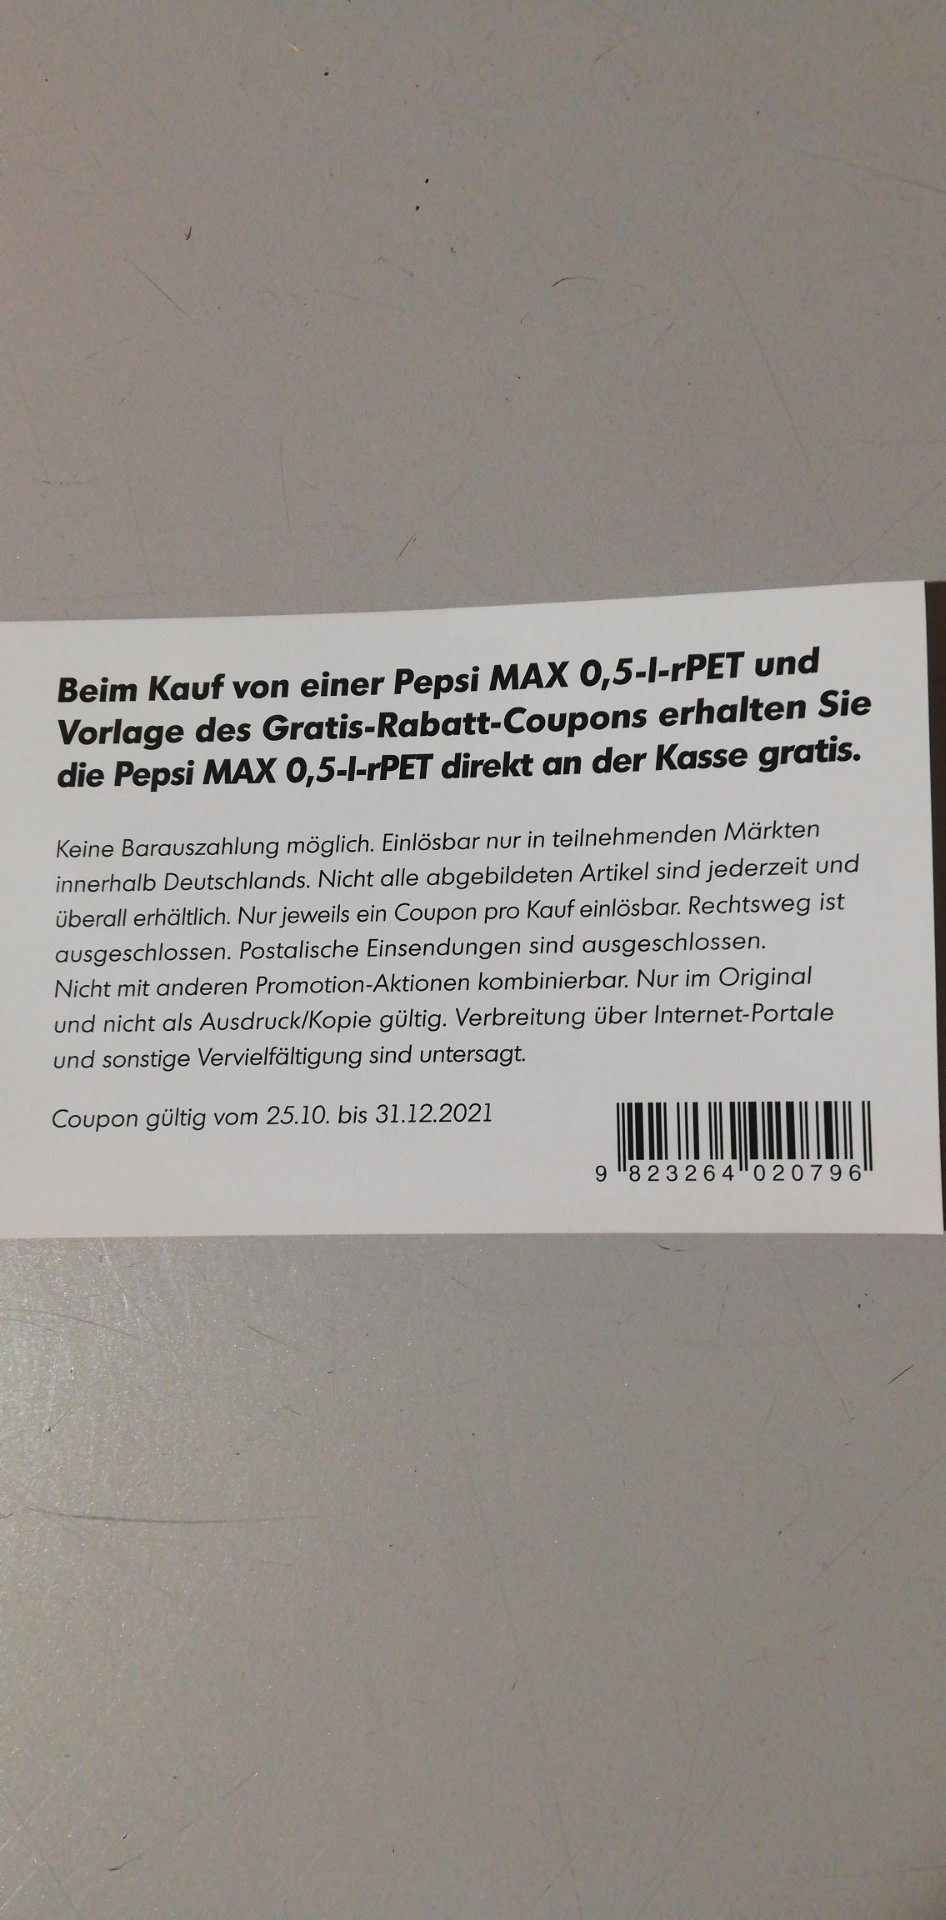 Beim Kauf von einer Pepsi MAX 0,5-l-rPET und
Vorlage des Gratis-Rabatt-Coupons erhalten Sie
die Pepsi MAX 0,5-l-rPET direkt an der Kasse gratis.
Keine Barauszahlung möglich. Einlösbar nur in teilnehmenden Märkten
innerhalb Deutschlands. Nicht alle abgebildeten Artikel sind jederzeit und
überall erhältlich. Nur jeweils ein Coupon pro Kauf einlösbar. Rechtsweg ist
ausgeschlossen. Postalische Einsendungen sind ausgeschlossen.
Nicht mit anderen Promotion-Aktionen kombinierbar. Nur im Original
und nicht als Ausdruck/Kopie gültig. Verbreitung über Internet-Portale
und sonstige Vervielfältigung sind untersagt.
Coupon gültig vom 25.10. bis 31.12.2021
9 823264 020796